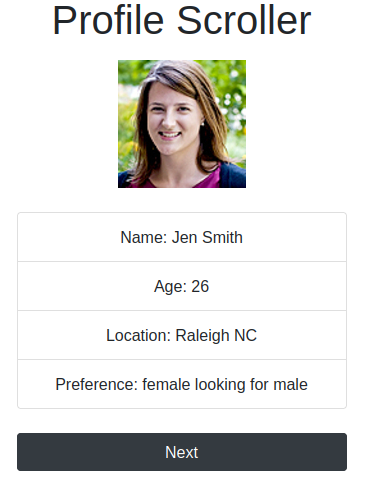 Profile Scroller
Name: Jen Smith
Age: 26
Location: Raleigh NC
Preference: female looking for male
Next